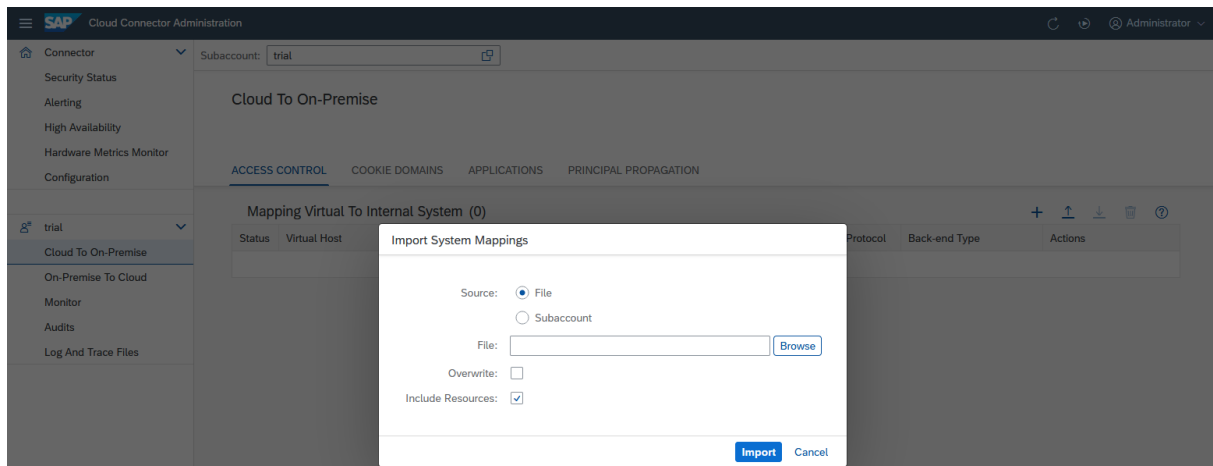 SAP Cloud Connector Administration Administrator
Connector
Security Status
Alerting
High Availability
Hardware Metrics Monitor
Configuration
trial
Cloud To On-Premise
On-Premise To Cloud
Monitor
Audits
Log And Trace Files
Subaccount: trial
Cloud To On-Premise
ACCESS CONTROL COOKIE DOMAINS APPLICATIONS PRINCIPAL PROPAGATION
Mapping Virtual To Internal System (0)
Status Virtual Host Protocol Back-end Type Actions
Import System Mappings
Source: File
Subaccount
File: Browse
Overwrite:
Include Resources:
Import Cancel